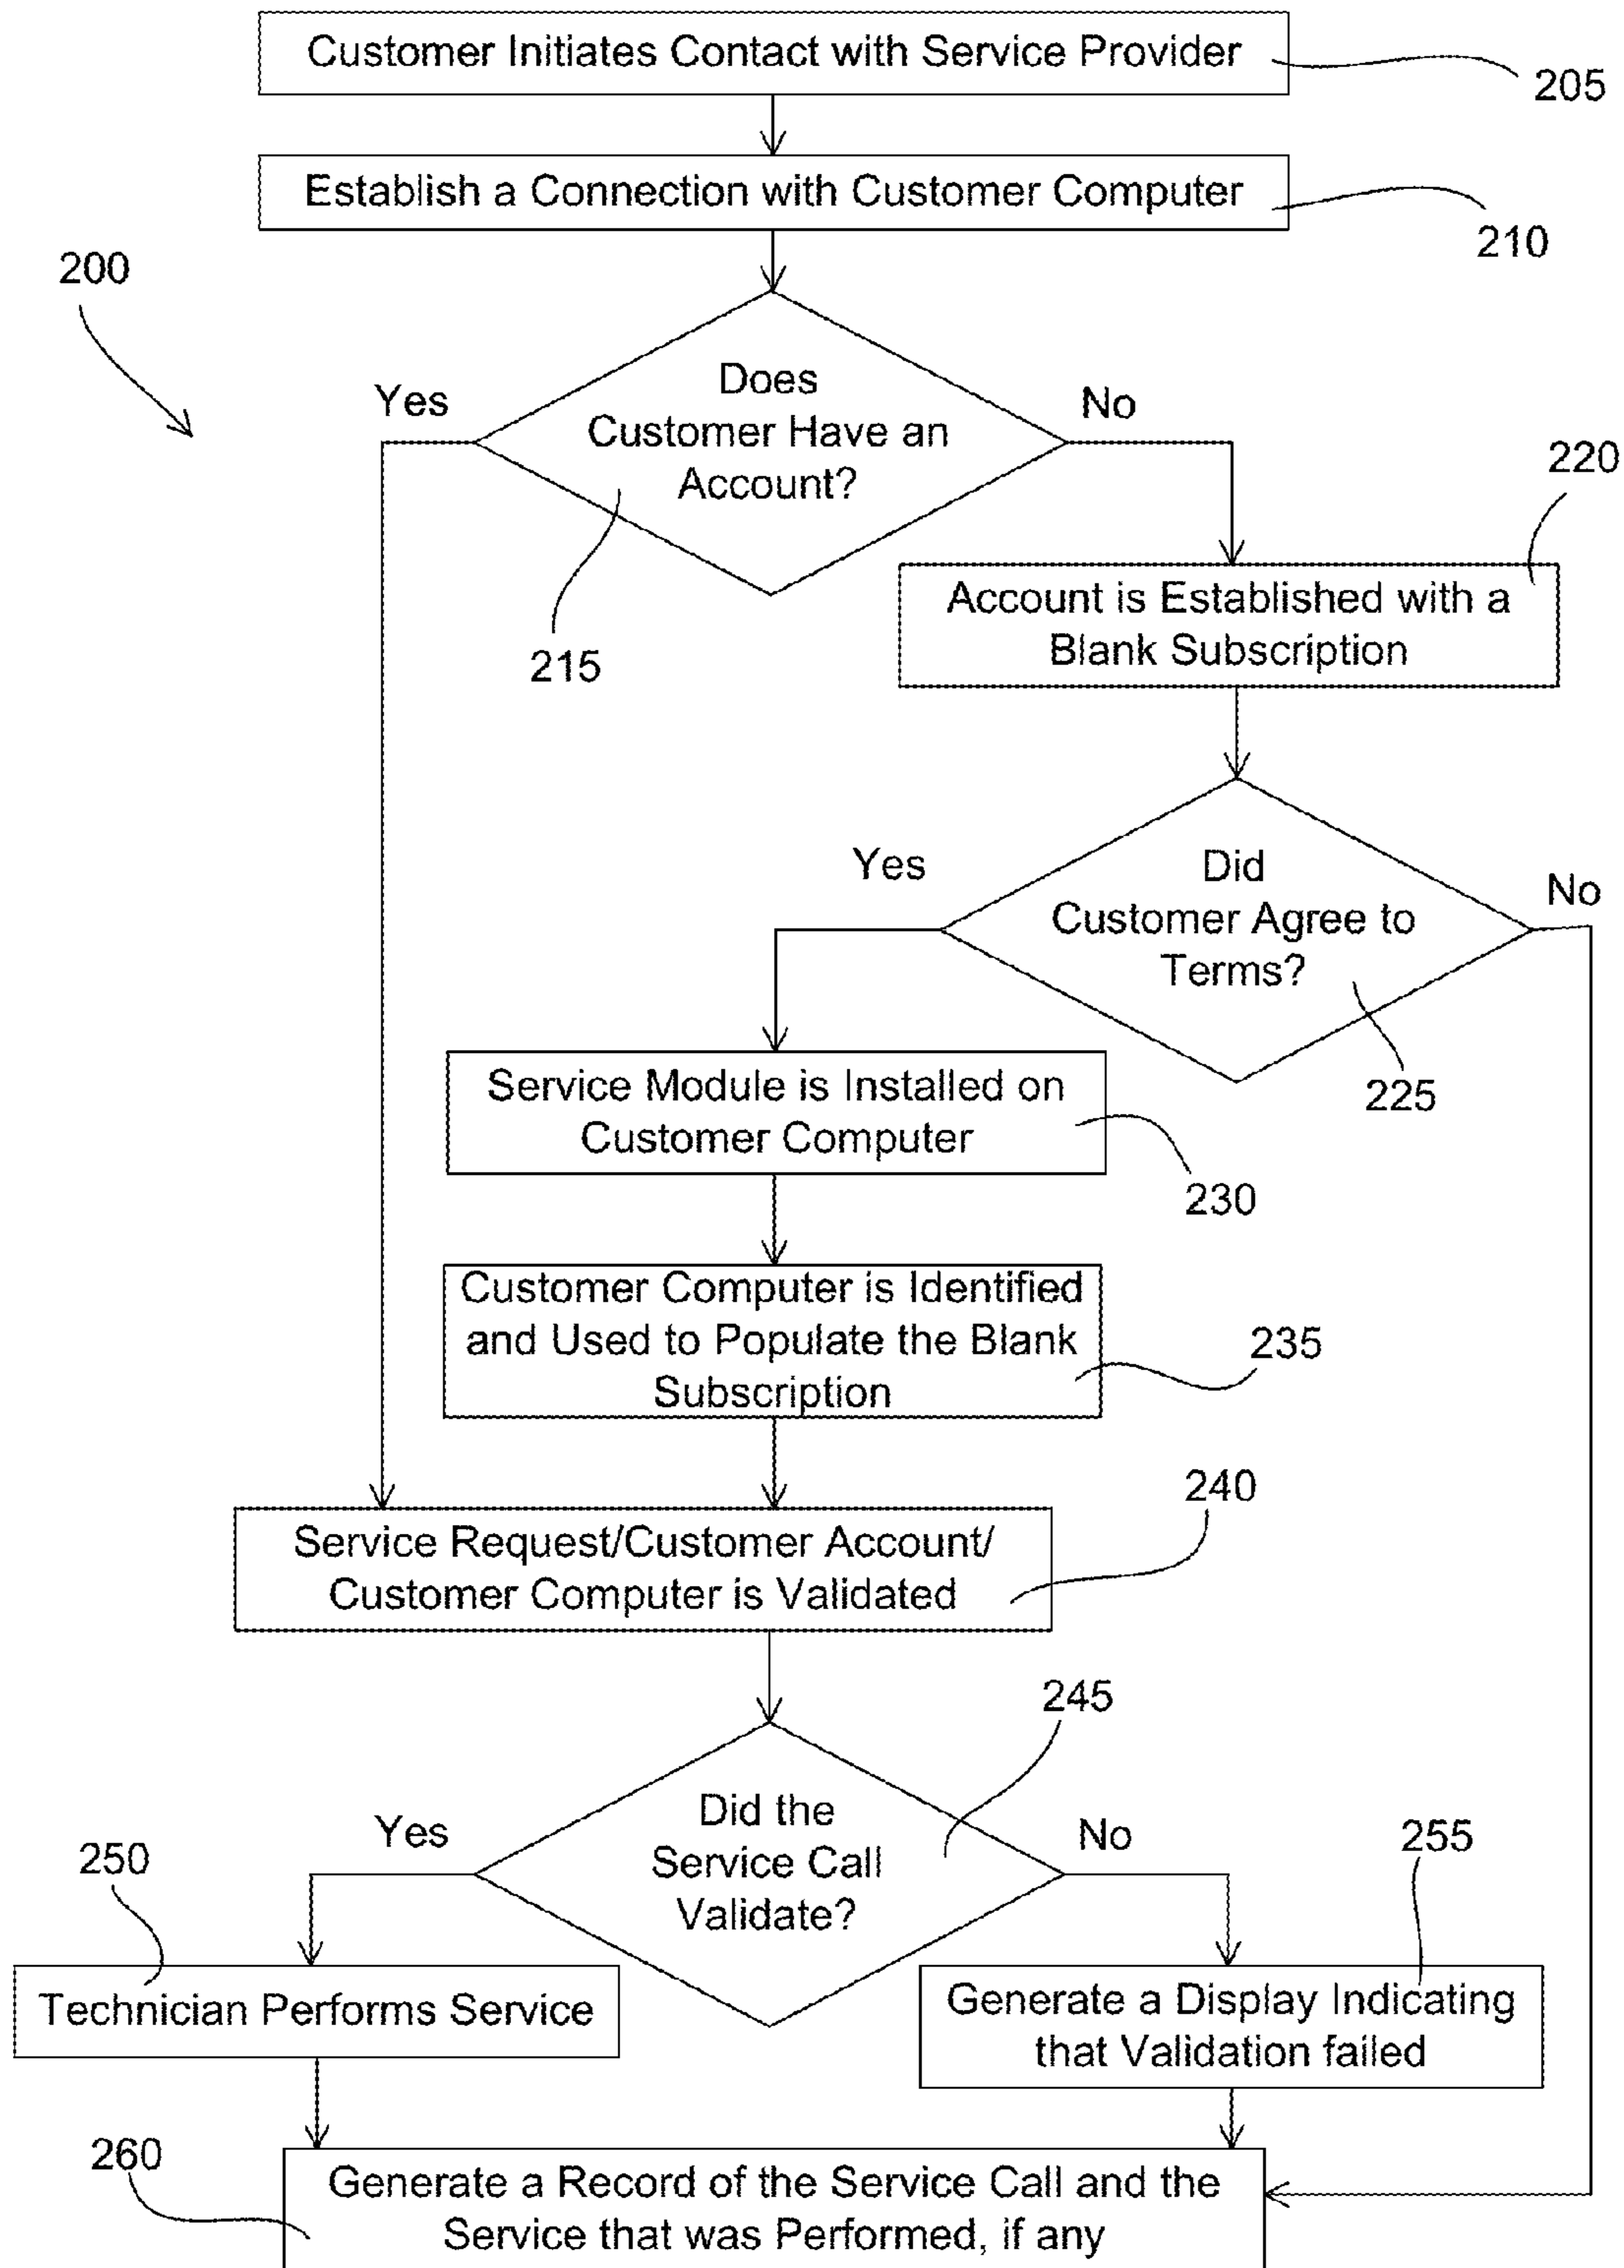 Customer Initiates Contact with Service Provider
205
Establish a Connection with Customer Computer
210
200
Does
Customer Have an
Account?
Yes
No
215
220
Account is Established with a
Blank Subscription
Did
Customer Agree to
Terms?
Yes
No
225
Service Module is Installed on
Customer Computer
230
Customer Computer is Identified
and Used to Populate the Blank
Subscription
235
240
Service Request/Customer Account/
Customer Computer is Validated
245
Did the
Service Call
Validate?
Yes
No
250
255
Technician Performs Service
Generate a Display Indicating
that Validation failed
260
Generate a Record of the Service Call and the
Service that was Performed, if any